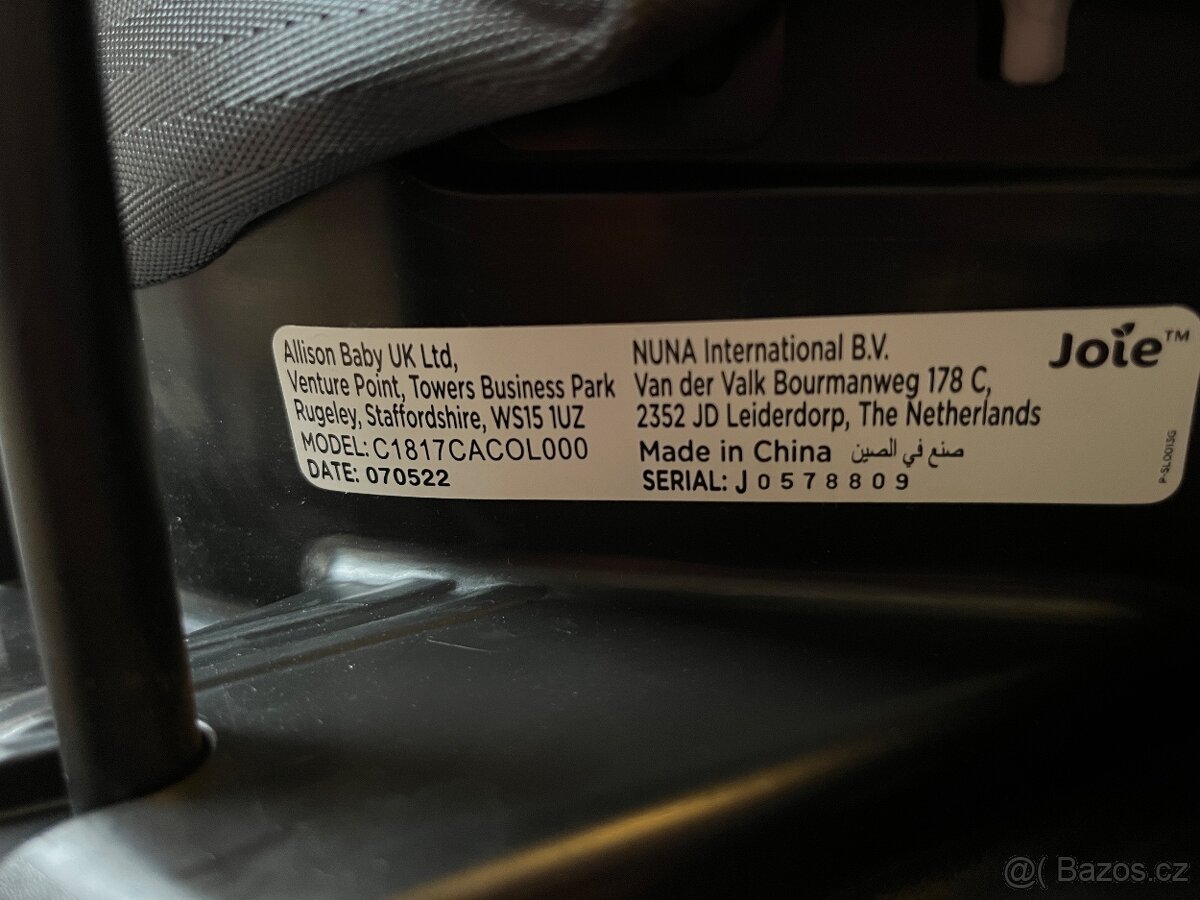 Allison Baby UK Ltd,
Venture Point, Towers Business Park
Rugeley, Staffordshire, WS15 1UZ
MODEL: C1817CACOL000
DATE: 070522
NUNA International B.V.
Van der Valk Bourmanweg 178 C,
2352 JD Leiderdorp, The Netherlands
Made in China صنع في الصين
SERIAL: J 0578809
Joie™
P-SL0013G
@( Bazos.cz